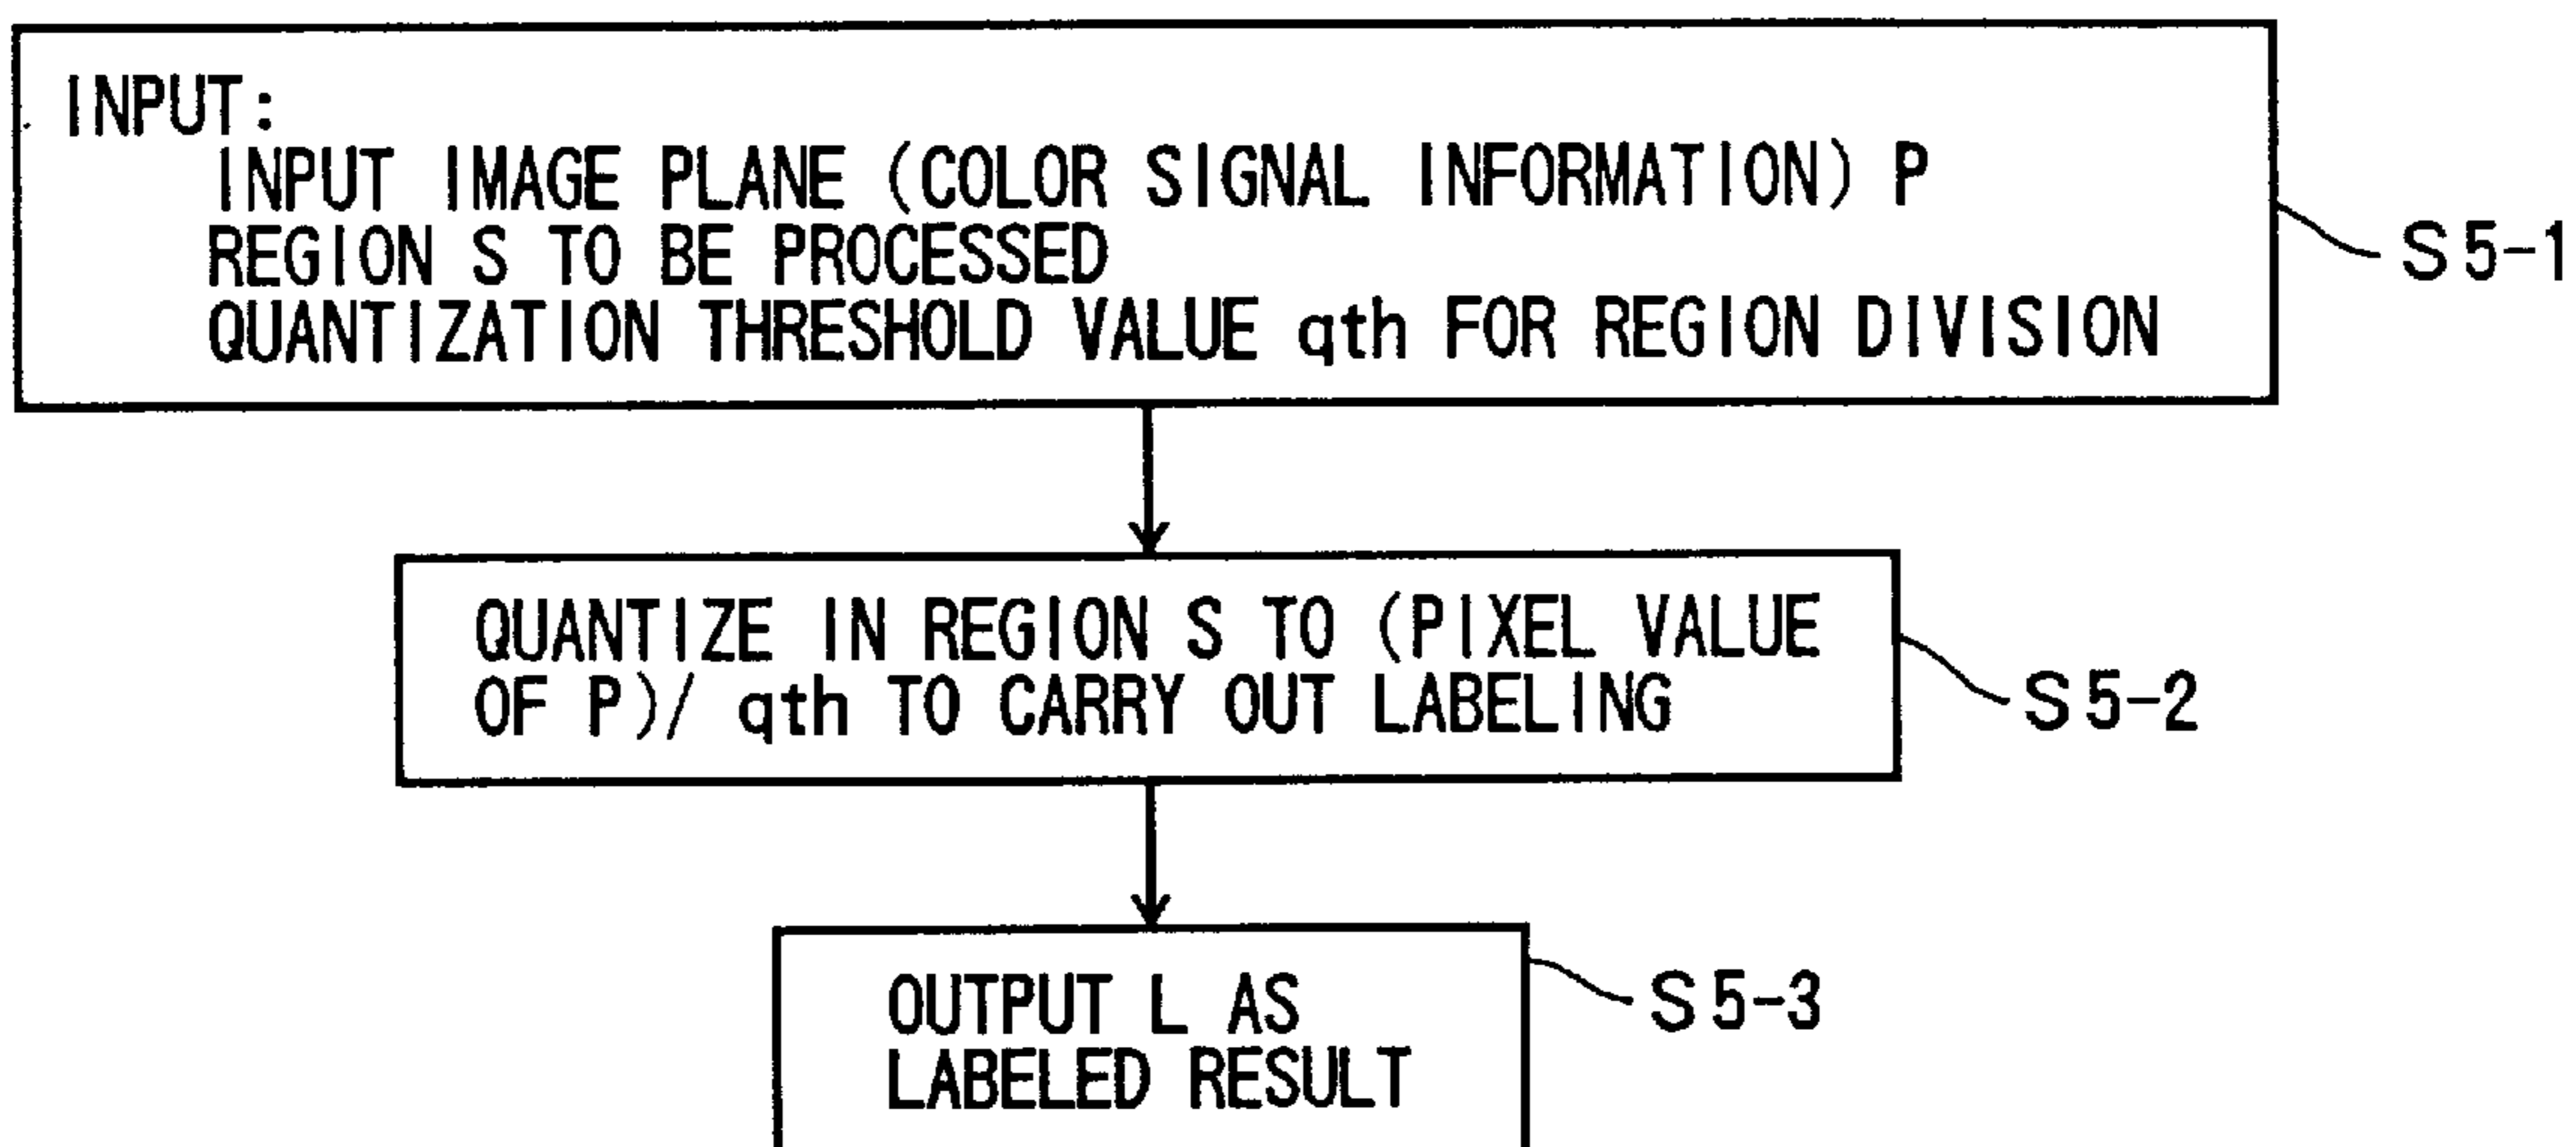 INPUT:
INPUT IMAGE PLANE (COLOR SIGNAL INFORMATION) P
REGION S TO BE PROCESSED
QUANTIZATION THRESHOLD VALUE qth FOR REGION DIVISION
S5-1
QUANTIZE IN REGION S TO (PIXEL VALUE
OF P)/ qth TO CARRY OUT LABELING
S5-2
OUTPUT L AS
LABELED RESULT
S5-3